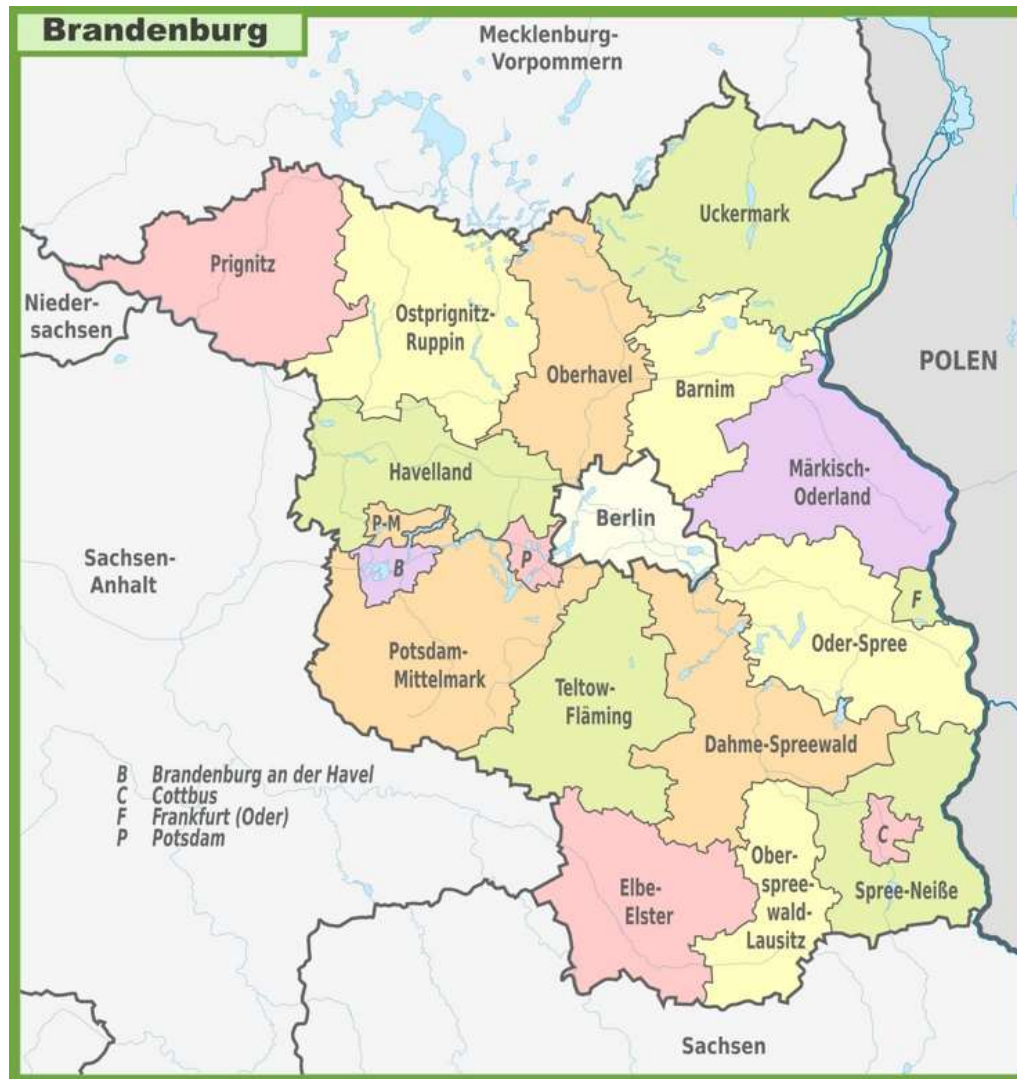 Brandenburg
Mecklenburg-
Vorpommern
Uckermark
Prignitz
Nieder-
sachsen
Ostprignitz-
Ruppin
Oberhavel
Barnim
POLEN
Havelland
Märkisch-
Oderland
P-M
Berlin
Sachsen-
Anhalt
B
P
F
Potsdam-
Mittelmark
Oder-Spree
Teltow-
Fläming
Dahme-Spreewald
B Brandenburg an der Havel
C Cottbus
F Frankfurt (Oder)
P Potsdam
C
Elbe-
Elster
Ober-
spree-
wald-
Lausitz
Spree-Neiße
Sachsen